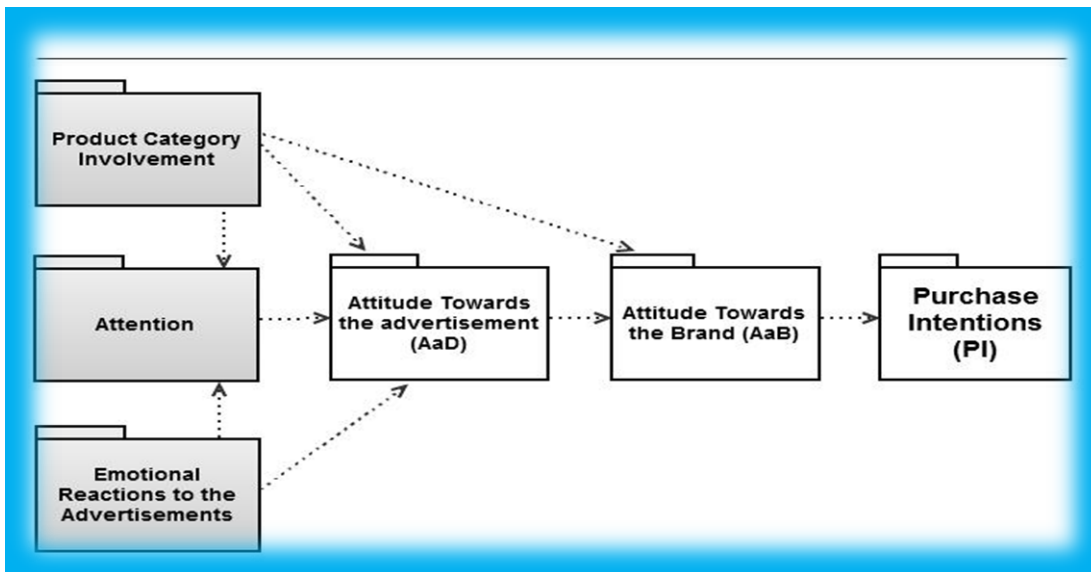 Product Category
Involvement
Attention
Emotional
Reactions to the
Advertisements
Attitude Towards
the advertisement
(AaD)
Attitude Towards
the Brand (AaB)
Purchase
Intentions
(PI)